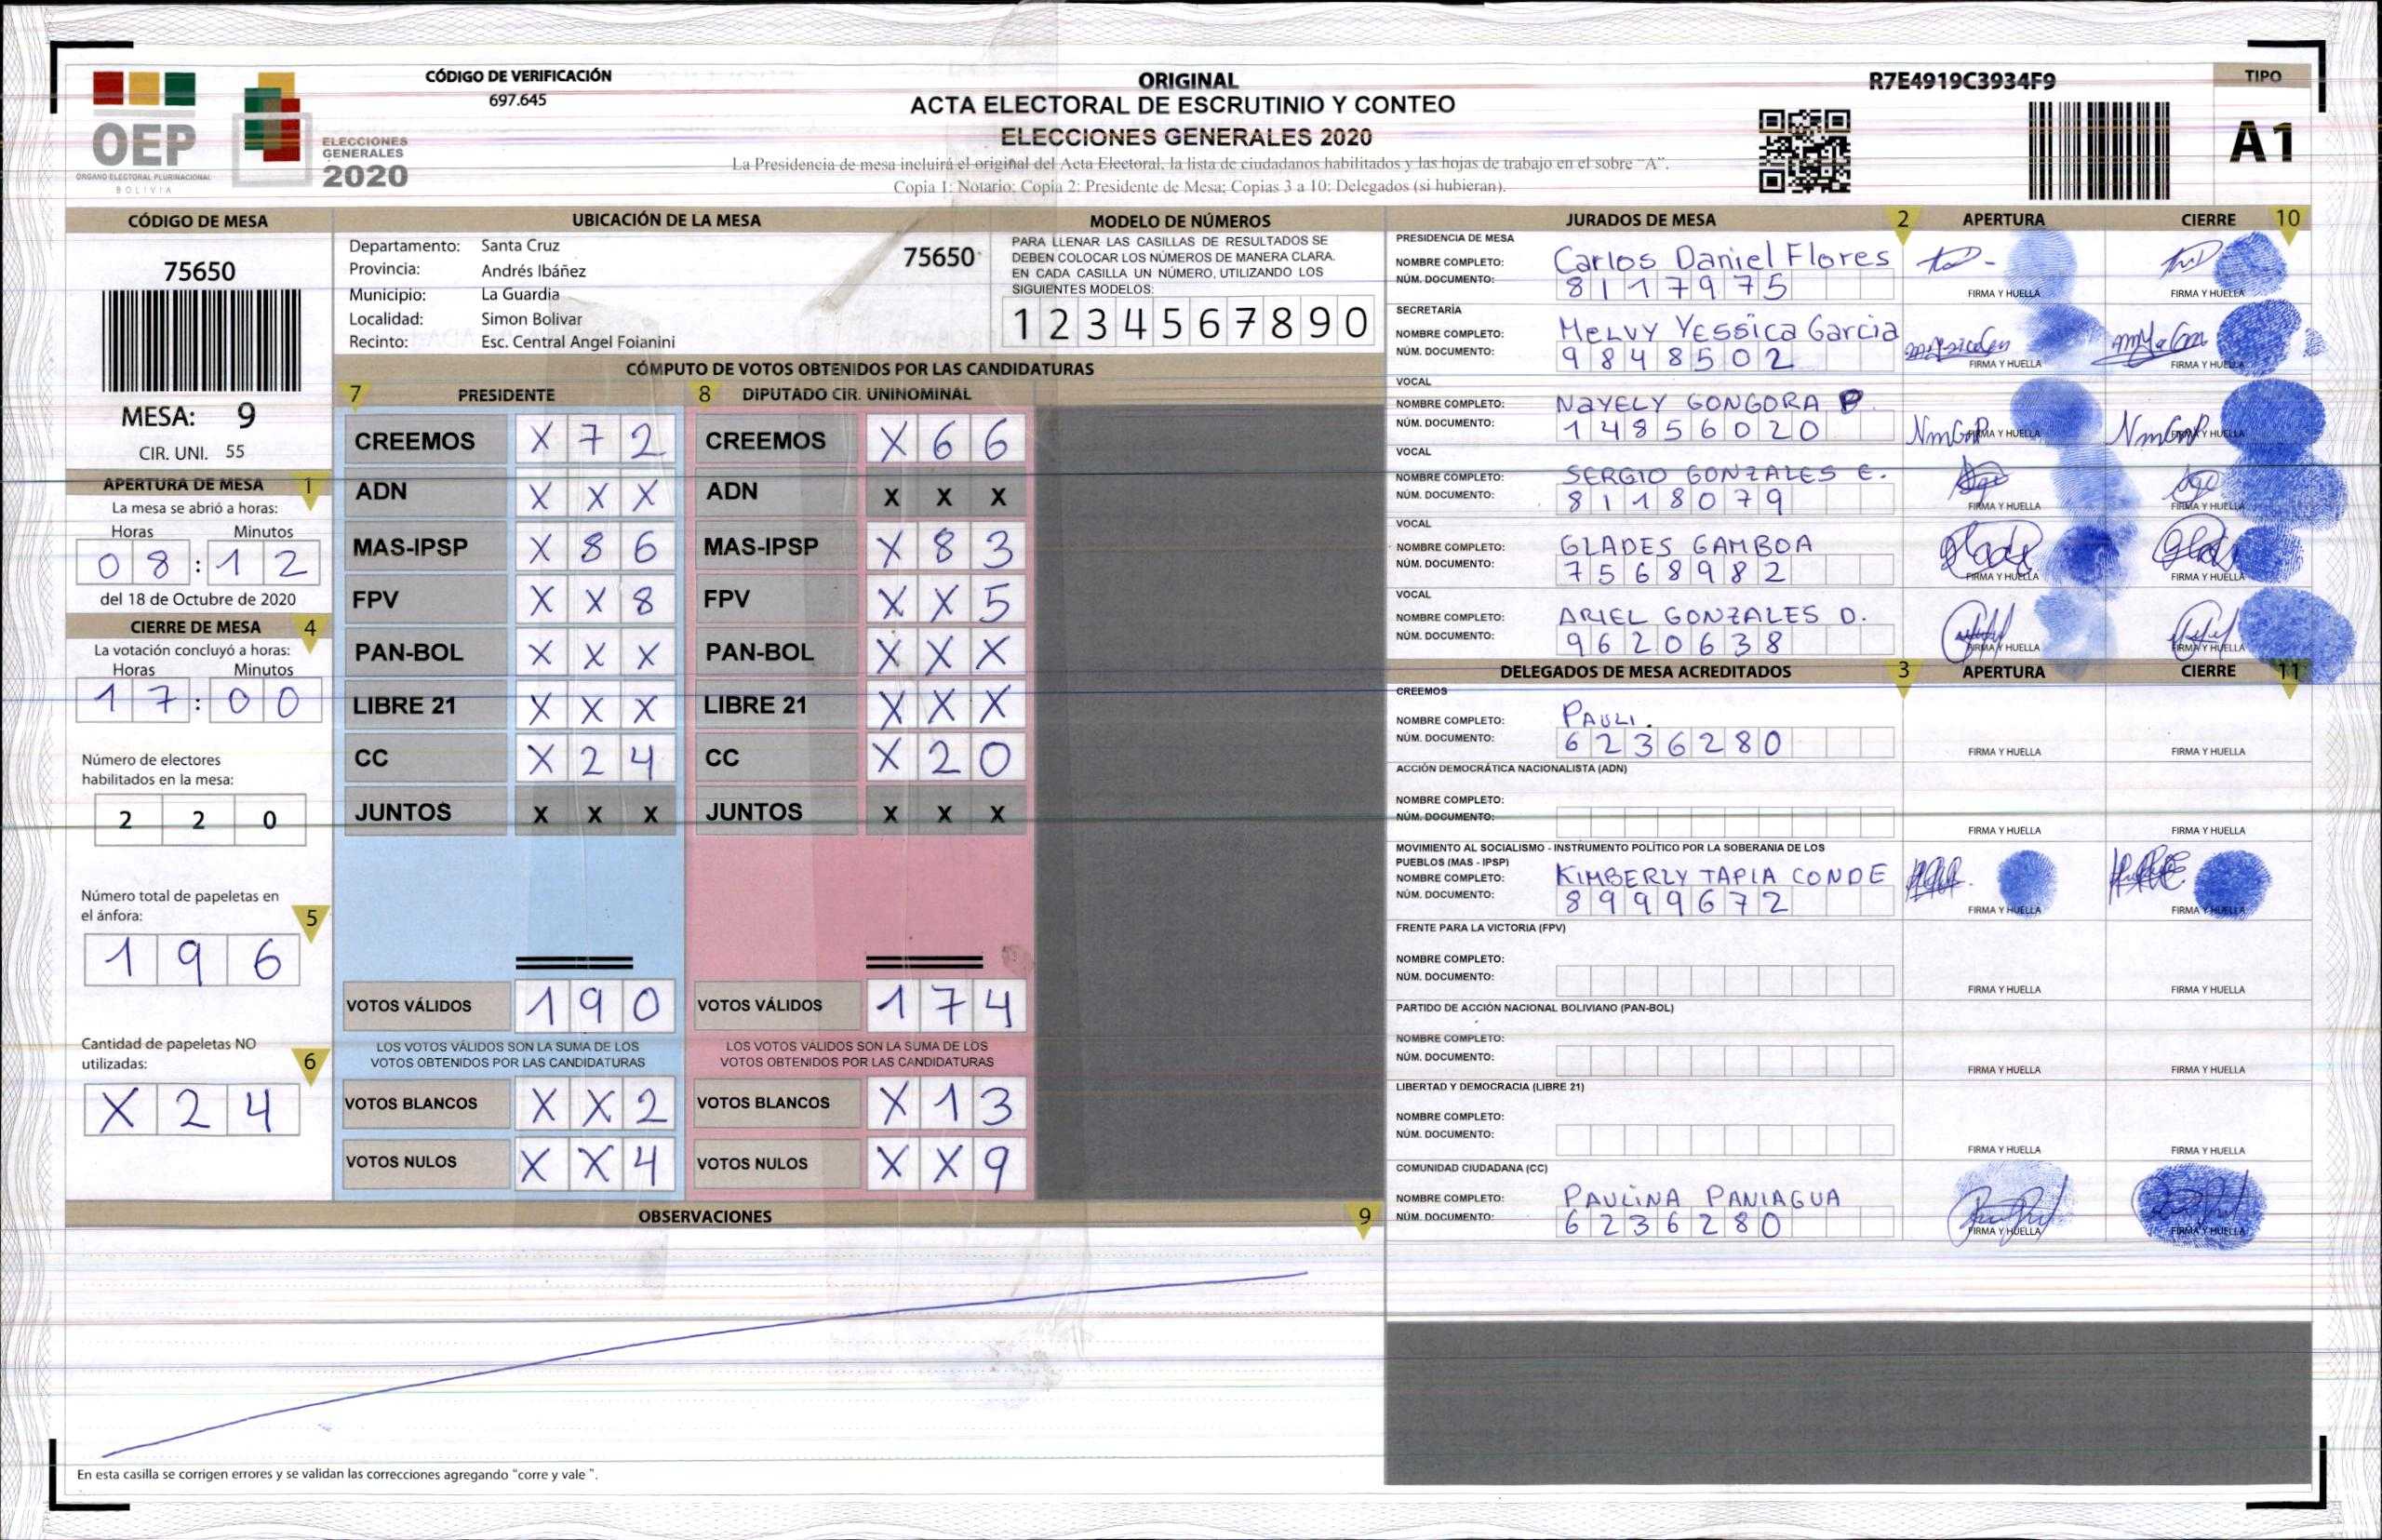 CÓDIGO DE VERIFICACIÓN
697.645
OEP
ÓRGANO ELECTORAL PLURINACIONAL
BOLIVIA
ELECCIONES
GENERALES
2020
ORIGINAL
ACTA ELECTORAL DE ESCRUTINIO Y CONTEO
ELECCIONES GENERALES 2020
La Presidencia de mesa incluirá el original del Acta Electoral, la lista de ciudadanos habilitados y las hojas de trabajo en el sobre "A".
Copia 1: Notario; Copia 2: Presidente de Mesa; Copias 3 a 10: Delegados (si hubieran).
R7E4919C3934F9
TIPO
A1
CÓDIGO DE MESA
75650
MESA: 9
CIR. UNI. 55
APERTURA DE MESA 1
La mesa se abrió a horas:
Horas Minutos
08:12
del 18 de Octubre de 2020
CIERRE DE MESA 4
La votación concluyó a horas:
Horas Minutos
17:00
Número de electores
habilitados en la mesa:
2 2 0
Número total de papeletas en
el ánfora: 5
1 9 6
Cantidad de papeletas NO
utilizadas: 6
X 2 4
UBICACIÓN DE LA MESA
Departamento: Santa Cruz
75650
Provincia: Andrés Ibáñez
Municipio: La Guardia
Localidad: Simon Bolivar
Recinto: Esc. Central Angel Foianini
MODELO DE NÚMEROS
PARA LLENAR LAS CASILLAS DE RESULTADOS SE
DEBEN COLOCAR LOS NÚMEROS DE MANERA CLARA.
EN CADA CASILLA UN NÚMERO, UTILIZANDO LOS
SIGUIENTES MODELOS:
1 2 3 4 5 6 7 8 9 0
CÓMPUTO DE VOTOS OBTENIDOS POR LAS CANDIDATURAS
7 PRESIDENTE
CREEMOS X 7 2
ADN X X X
MAS-IPSP X 8 6
FPV X X 8
PAN-BOL X X X
LIBRE 21 X X X
CC X 2 4
JUNTOS X X X
VOTOS VÁLIDOS 1 9 0
LOS VOTOS VÁLIDOS SON LA SUMA DE LOS
VOTOS OBTENIDOS POR LAS CANDIDATURAS
VOTOS BLANCOS X X 2
VOTOS NULOS X X 4
8 DIPUTADO CIR. UNINOMINAL
CREEMOS X 6 6
ADN X X X
MAS-IPSP X 8 3
FPV X X 5
PAN-BOL X X X
LIBRE 21 X X X
CC X 2 0
JUNTOS X X X
VOTOS VÁLIDOS 1 7 4
LOS VOTOS VÁLIDOS SON LA SUMA DE LOS
VOTOS OBTENIDOS POR LAS CANDIDATURAS
VOTOS BLANCOS X 1 3
VOTOS NULOS X X 9
OBSERVACIONES 9
En esta casilla se corrigen errores y se validan las correcciones agregando "corre y vale ".
JURADOS DE MESA 2 APERTURA CIERRE 10
PRESIDENCIA DE MESA
NOMBRE COMPLETO: Carlos Daniel Flores
NÚM. DOCUMENTO: 8117975
FIRMA Y HUELLA FIRMA Y HUELLA
SECRETARÍA
NOMBRE COMPLETO: MELVY YESSICA GARCIA
NÚM. DOCUMENTO: 9848502
FIRMA Y HUELLA FIRMA Y HUELLA
VOCAL
NOMBRE COMPLETO: NAYELY GONGORA P.
NÚM. DOCUMENTO: 14856020
FIRMA Y HUELLA FIRMA Y HUELLA
VOCAL
NOMBRE COMPLETO: SERGIO GONZALES E.
NÚM. DOCUMENTO: 8118079
FIRMA Y HUELLA FIRMA Y HUELLA
VOCAL
NOMBRE COMPLETO: GLADES GAMBOA
NÚM. DOCUMENTO: 7568982
FIRMA Y HUELLA FIRMA Y HUELLA
VOCAL
NOMBRE COMPLETO: ARIEL GONZALES D.
NÚM. DOCUMENTO: 9620638
FIRMA Y HUELLA FIRMA Y HUELLA
DELEGADOS DE MESA ACREDITADOS 3 APERTURA CIERRE 11
CREEMOS
NOMBRE COMPLETO: PAULI.
NÚM. DOCUMENTO: 6236280
FIRMA Y HUELLA FIRMA Y HUELLA
ACCIÓN DEMOCRÁTICA NACIONALISTA (ADN)
NOMBRE COMPLETO:
NÚM. DOCUMENTO:
FIRMA Y HUELLA FIRMA Y HUELLA
MOVIMIENTO AL SOCIALISMO - INSTRUMENTO POLÍTICO POR LA SOBERANIA DE LOS
PUEBLOS (MAS - IPSP)
NOMBRE COMPLETO: KIMBERLY TAPIA CONDE
NÚM. DOCUMENTO: 8999672
FIRMA Y HUELLA FIRMA Y HUELLA
FRENTE PARA LA VICTORIA (FPV)
NOMBRE COMPLETO:
NÚM. DOCUMENTO:
FIRMA Y HUELLA FIRMA Y HUELLA
PARTIDO DE ACCIÓN NACIONAL BOLIVIANO (PAN-BOL)
NOMBRE COMPLETO:
NÚM. DOCUMENTO:
FIRMA Y HUELLA FIRMA Y HUELLA
LIBERTAD Y DEMOCRACIA (LIBRE 21)
NOMBRE COMPLETO:
NÚM. DOCUMENTO:
FIRMA Y HUELLA FIRMA Y HUELLA
COMUNIDAD CIUDADANA (CC)
NOMBRE COMPLETO: PAULINA PANIAGUA
NÚM. DOCUMENTO: 6236280
FIRMA Y HUELLA FIRMA Y HUELLA